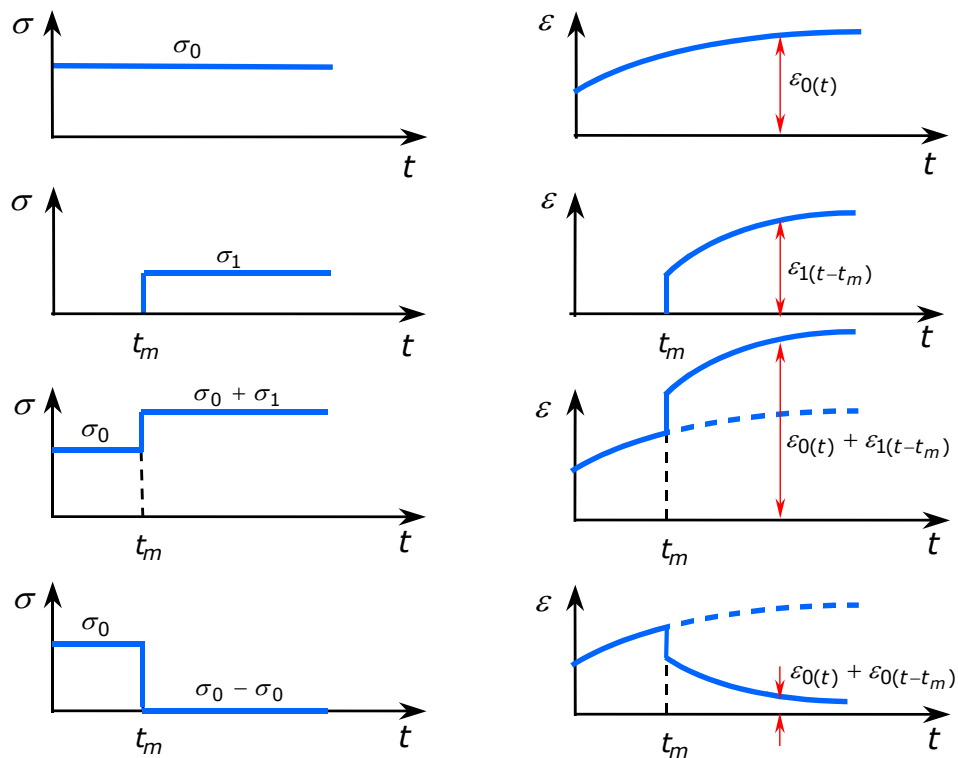 σ
σ₀
t
ε
ε₀₍ₜ₎
t
σ
σ₁
tₘ
t
ε
ε₁₍ₜ₋ₜₘ₎
tₘ
t
σ
σ₀
σ₀ + σ₁
tₘ
t
ε
ε₀₍ₜ₎ + ε₁₍ₜ₋ₜₘ₎
tₘ
t
σ
σ₀
σ₀ − σ₀
tₘ
t
ε
ε₀₍ₜ₎ + ε₀₍ₜ₋ₜₘ₎
tₘ
t